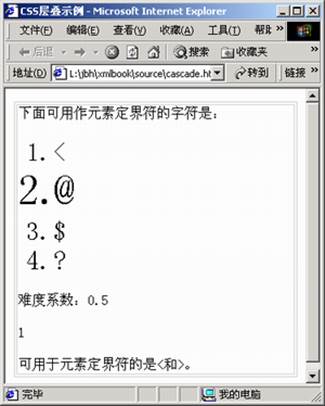 CSS层叠示例 - Microsoft Internet Explorer
文件(F) 编辑(E) 查看(V) 收藏(A) 工具(T) 帮助 »
后退 » 搜索 收藏夹 »
地址(D) L:\jbh\xmlbook\source\cascade.ht 转到 链接 »
下面可用作元素定界符的字符是：
1.<
2.@
3.$
4.?
难度系数：0.5
1
可用于元素定界符的是<和>。
完毕 我的电脑